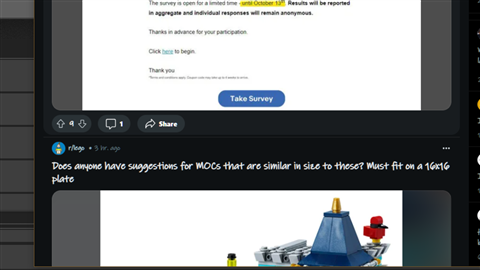 The survey is open for a limited time - until October 13th. Results will be reported
in aggregate and individual responses will remain anonymous.
Thanks in advance for your participation.
Click here to begin.
Thank you
Take Survey
9
1
Share
r/lego
3 hr. ago
Does anyone have suggestions for MOCs that are similar in size to these? Must fit on a 16x16
plate